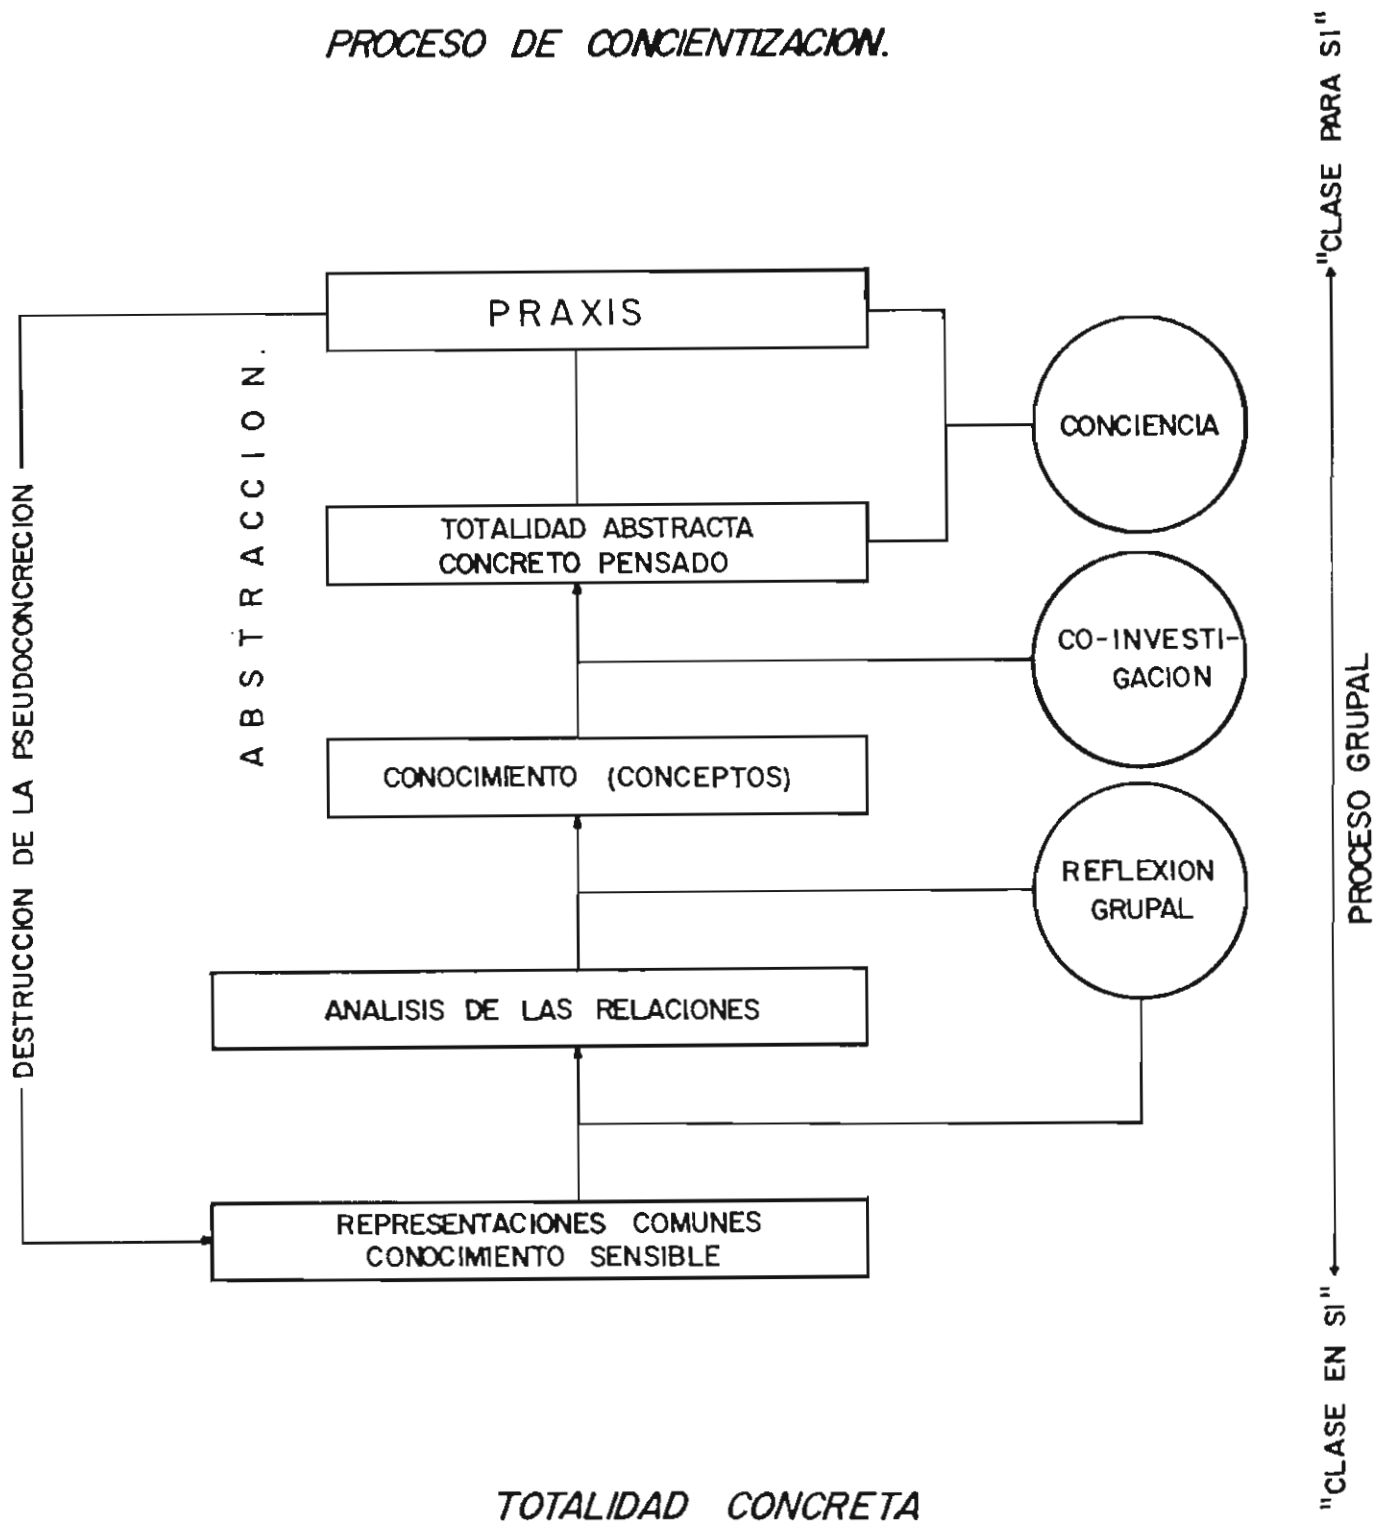 PROCESO DE CONCIENTIZACION.
"CLASE PARA SI"
PRAXIS
ABSTRACCION.
CONCIENCIA
TOTALIDAD ABSTRACTA
CONCRETO PENSADO
DESTRUCCION DE LA PSEUDOCONCRECION
CO-INVESTI-
GACION
PROCESO GRUPAL
CONOCIMIENTO (CONCEPTOS)
REFLEXION
GRUPAL
ANALISIS DE LAS RELACIONES
REPRESENTACIONES COMUNES
CONOCIMIENTO SENSIBLE
"CLASE EN SI"
TOTALIDAD CONCRETA